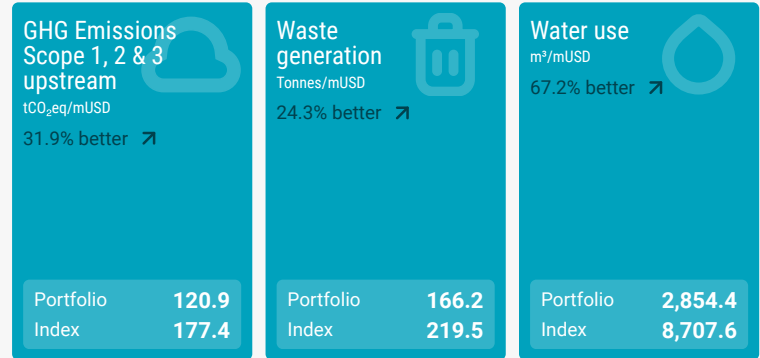 GHG Emissions
Scope 1, 2 & 3
upstream
tCO₂eq/mUSD
31.9% better
Portfolio 120.9
Index 177.4
Waste
generation
Tonnes/mUSD
24.3% better
Portfolio 166.2
Index 219.5
Water use
m³/mUSD
67.2% better
Portfolio 2,854.4
Index 8,707.6